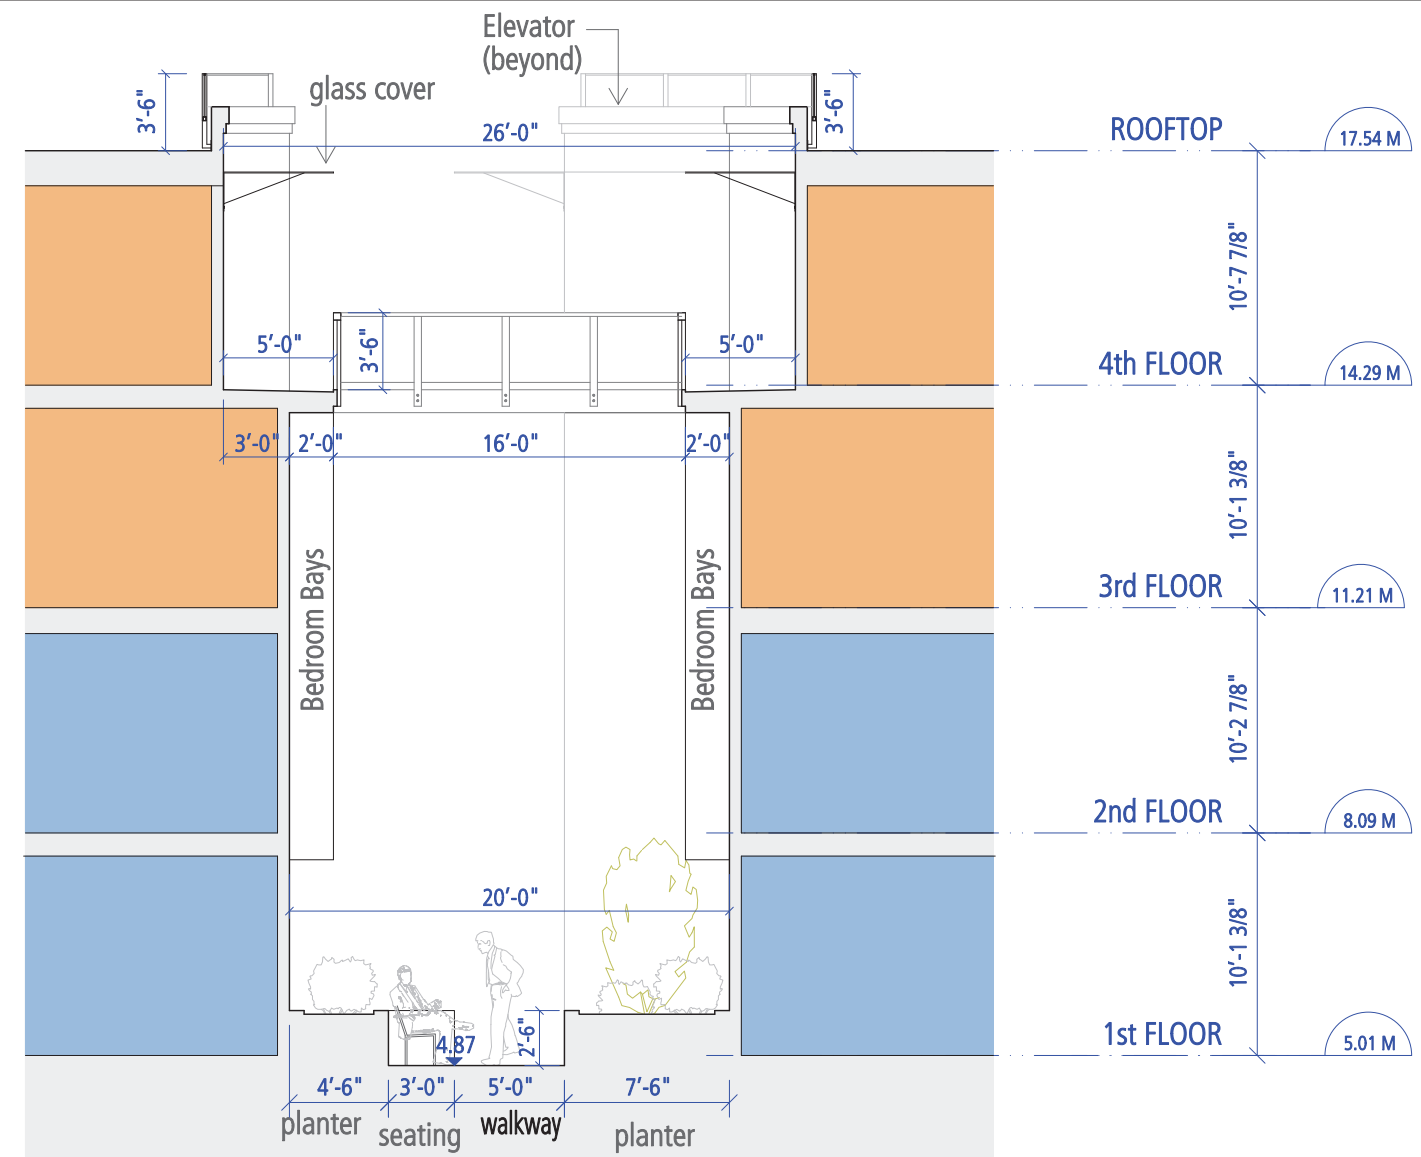 Elevator
(beyond)
glass cover
3'-6"
26'-0"
3'-6"
ROOFTOP
17.54 M
10'-7 7/8"
5'-0"
3'-6"
5'-0"
4th FLOOR
14.29 M
3'-0"
2'-0"
16'-0"
2'-0"
10'-1 3/8"
Bedroom Bays
Bedroom Bays
3rd FLOOR
11.21 M
10'-2 7/8"
2nd FLOOR
8.09 M
20'-0"
10'-1 3/8"
4.87
2'-6"
1st FLOOR
5.01 M
4'-6"
3'-0"
5'-0"
7'-6"
planter
seating
walkway
planter